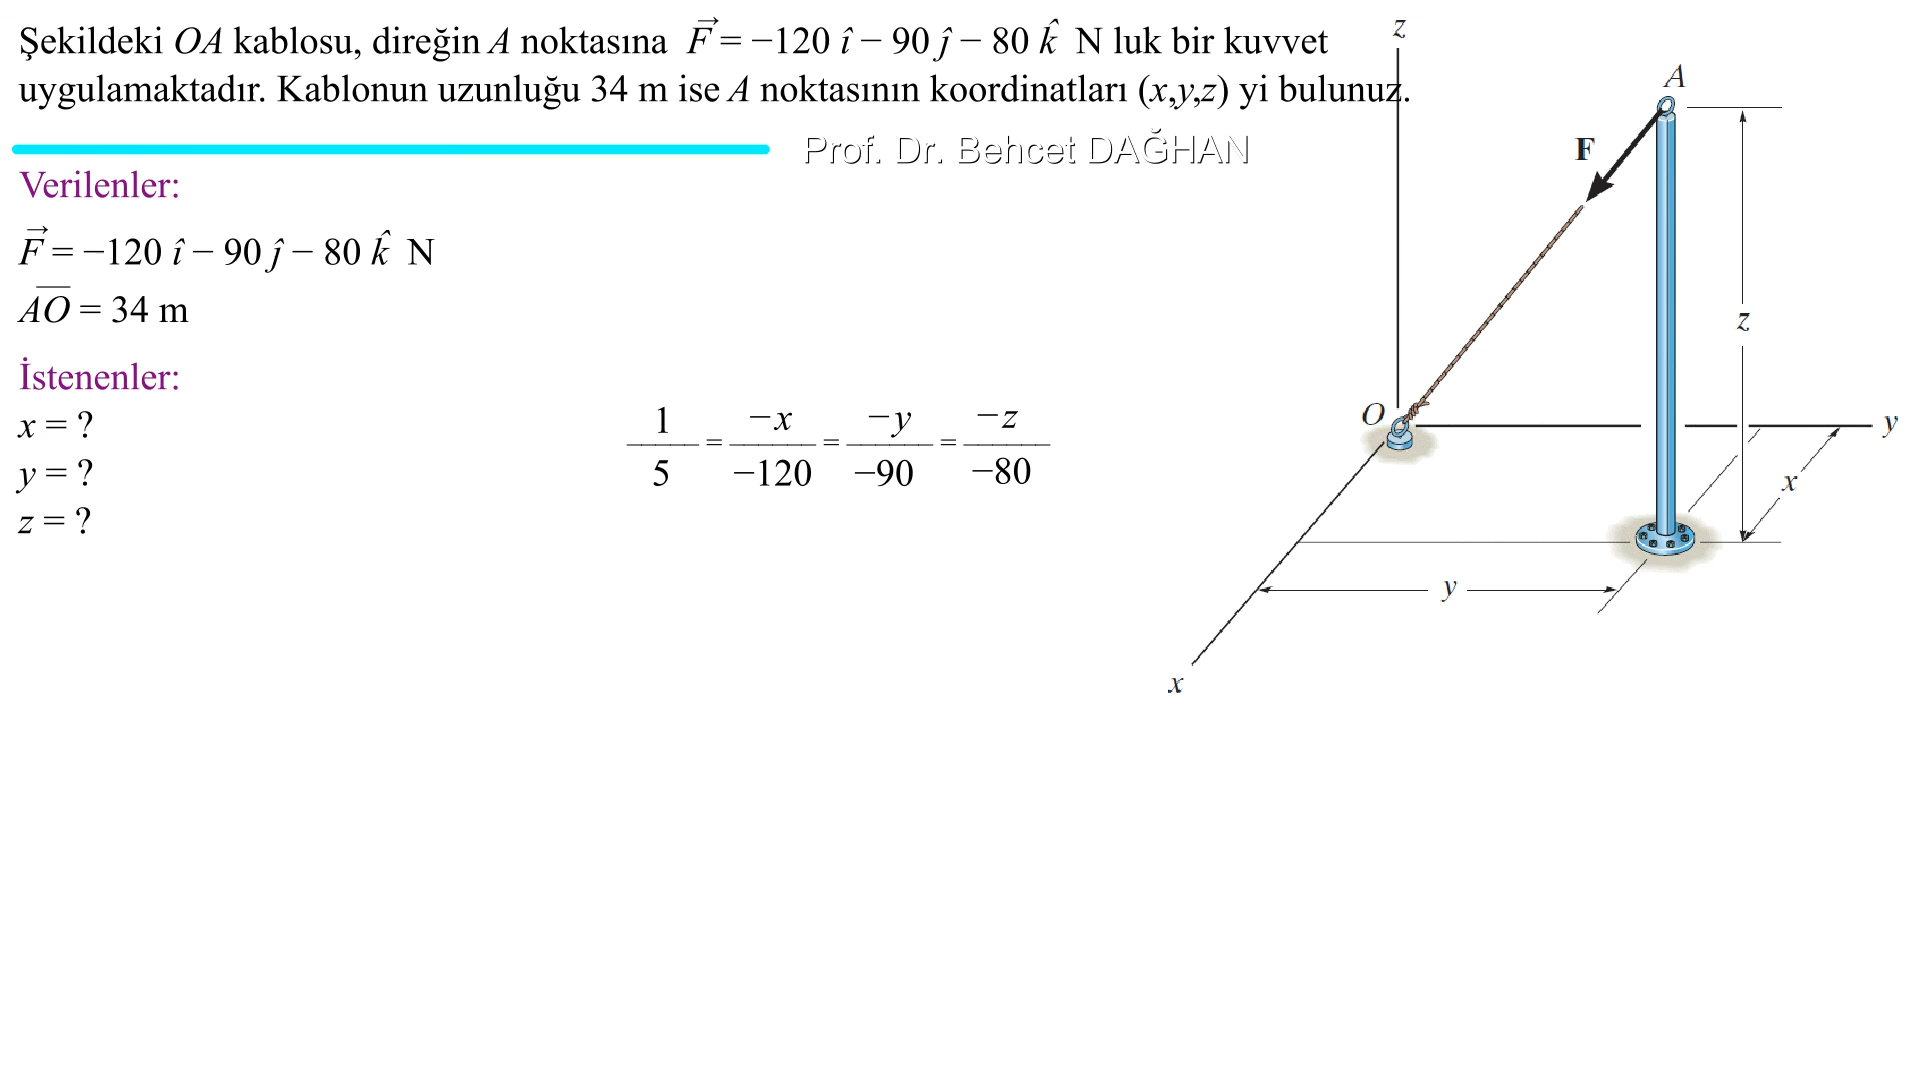 Şekildeki OA kablosu, direğin A noktasına F⃗ = −120 î − 90 ĵ − 80 k̂ N luk bir kuvvet
uygulamaktadır. Kablonun uzunluğu 34 m ise A noktasının koordinatları (x,y,z) yi bulunuz.
Prof. Dr. Behcet DAĞHAN
Verilenler:
F⃗ = −120 î − 90 ĵ − 80 k̂ N
A͞O͞ = 34 m
İstenenler:
x = ?
y = ?
z = ?
1/5 = −x/−120 = −y/−90 = −z/−80
z
A
F
z
O
y
x
y
x